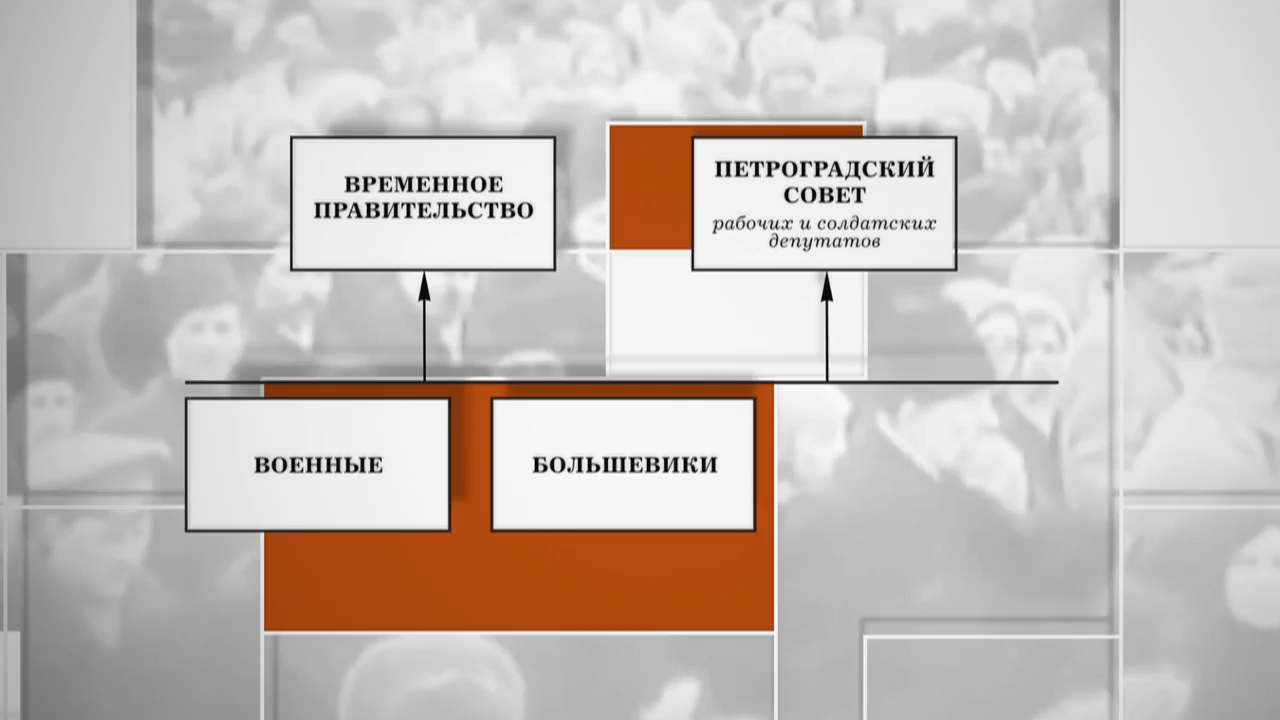 ВРЕМЕННОЕ
ПРАВИТЕЛЬСТВО
ПЕТРОГРАДСКИЙ
СОВЕТ
рабочих и солдатских
депутатов
ВОЕННЫЕ
БОЛЬШЕВИКИ